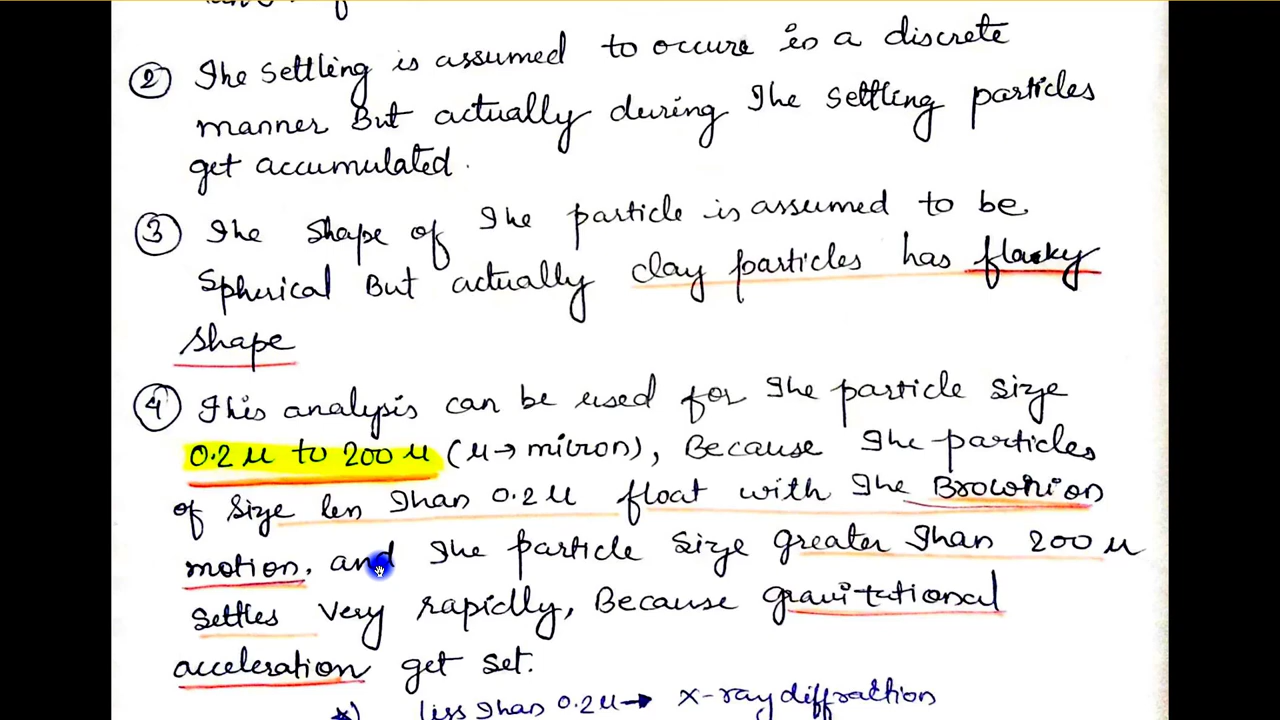 ② The settling is assumed to occure in a discrete
manner But actually during The settling particles
get accumulated.
③ The shape of The particle is assumed to be
Spherical But actually clay particles has flaky
shape
④ This analysis can be used for The particle size
0.2 μ to 200 μ (μ→ micron), Because The particles
of size less Than 0.2 μ float with The Brownion
motion, and The particle size greater Than 200 μ
settles very rapidly, Because gravitational
acceleration get set.
*) less Than 0.2μ → x-ray diffraction